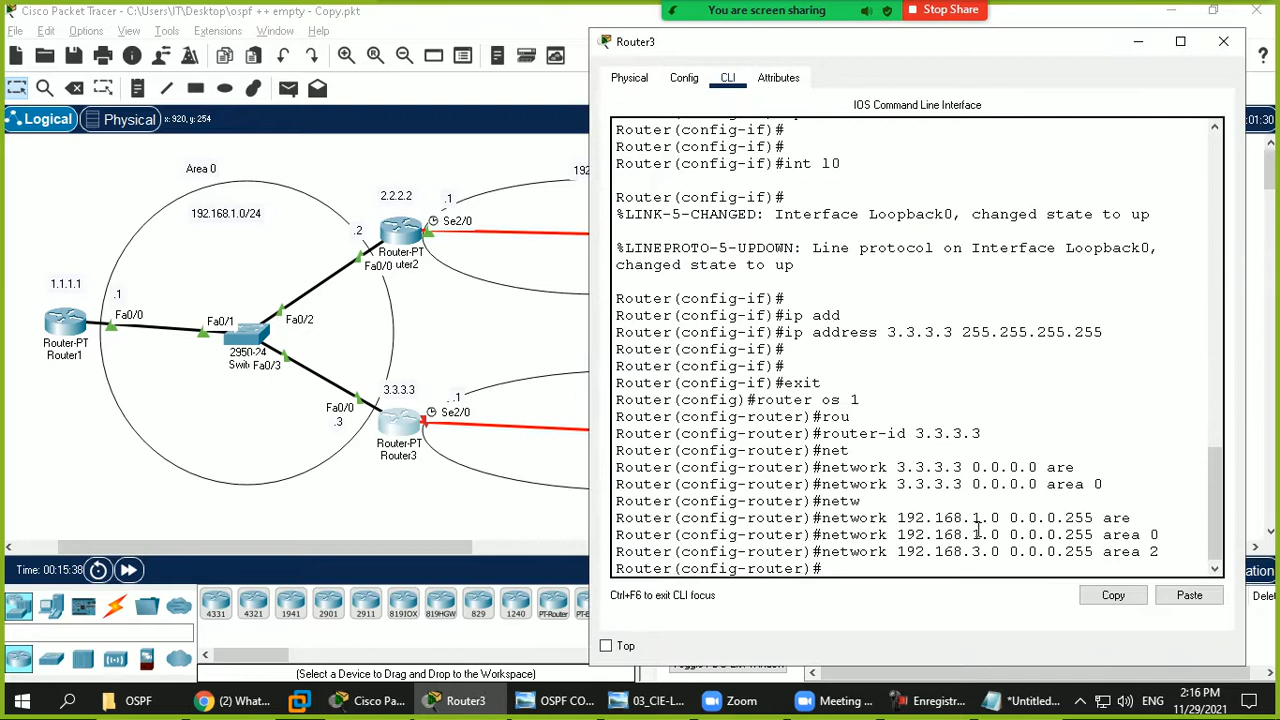 Cisco Packet Tracer - C:\Users\IT\Desktop\ospf ++ empty - Copy.pkt
You are screen sharing
Stop Share
File Edit Options View Tools Extensions Window Help
Logical
Physical
x: 920, y: 254
:01:30
Area 0
192.168.1.0/24
192
2.2.2.2
.1
Se2/0
.2
Router-PT
uter2
Fa0/0
1.1.1.1
.1
Fa0/0
Fa0/1
Fa0/2
Router-PT
Router1
2950-24
Swit
Fa0/3
3.3.3.3
.1
Se2/0
Fa0/0
.3
Router-PT
Router3
Time: 00:15:38
4331
4321
1941
2901
2911
819IOX
819HGW
829
1240
PT-Router
PT-E
(Select a Device to Drag and Drop to the Workspace)
Router3
Physical
Config
CLI
Attributes
IOS Command Line Interface
Router(config-if)#
Router(config-if)#
Router(config-if)#int l0
Router(config-if)#
%LINK-5-CHANGED: Interface Loopback0, changed state to up
%LINEPROTO-5-UPDOWN: Line protocol on Interface Loopback0,
changed state to up
Router(config-if)#
Router(config-if)#ip add
Router(config-if)#ip address 3.3.3.3 255.255.255.255
Router(config-if)#
Router(config-if)#
Router(config-if)#exit
Router(config)#router os 1
Router(config-router)#rou
Router(config-router)#router-id 3.3.3.3
Router(config-router)#net
Router(config-router)#network 3.3.3.3 0.0.0.0 are
Router(config-router)#network 3.3.3.3 0.0.0.0 area 0
Router(config-router)#netw
Router(config-router)#network 192.168.1.0 0.0.0.255 are
Router(config-router)#network 192.168.1.0 0.0.0.255 area 0
Router(config-router)#network 192.168.3.0 0.0.0.255 area 2
Router(config-router)#
Ctrl+F6 to exit CLI focus
Copy
Paste
Top
ation
Delet
OSPF
(2) What...
Cisco Pa...
Router3
OSPF CO...
03_CIE-L...
Zoom
Meeting ...
Enregistr...
*Untitled...
ENG
2:16 PM
11/29/2021